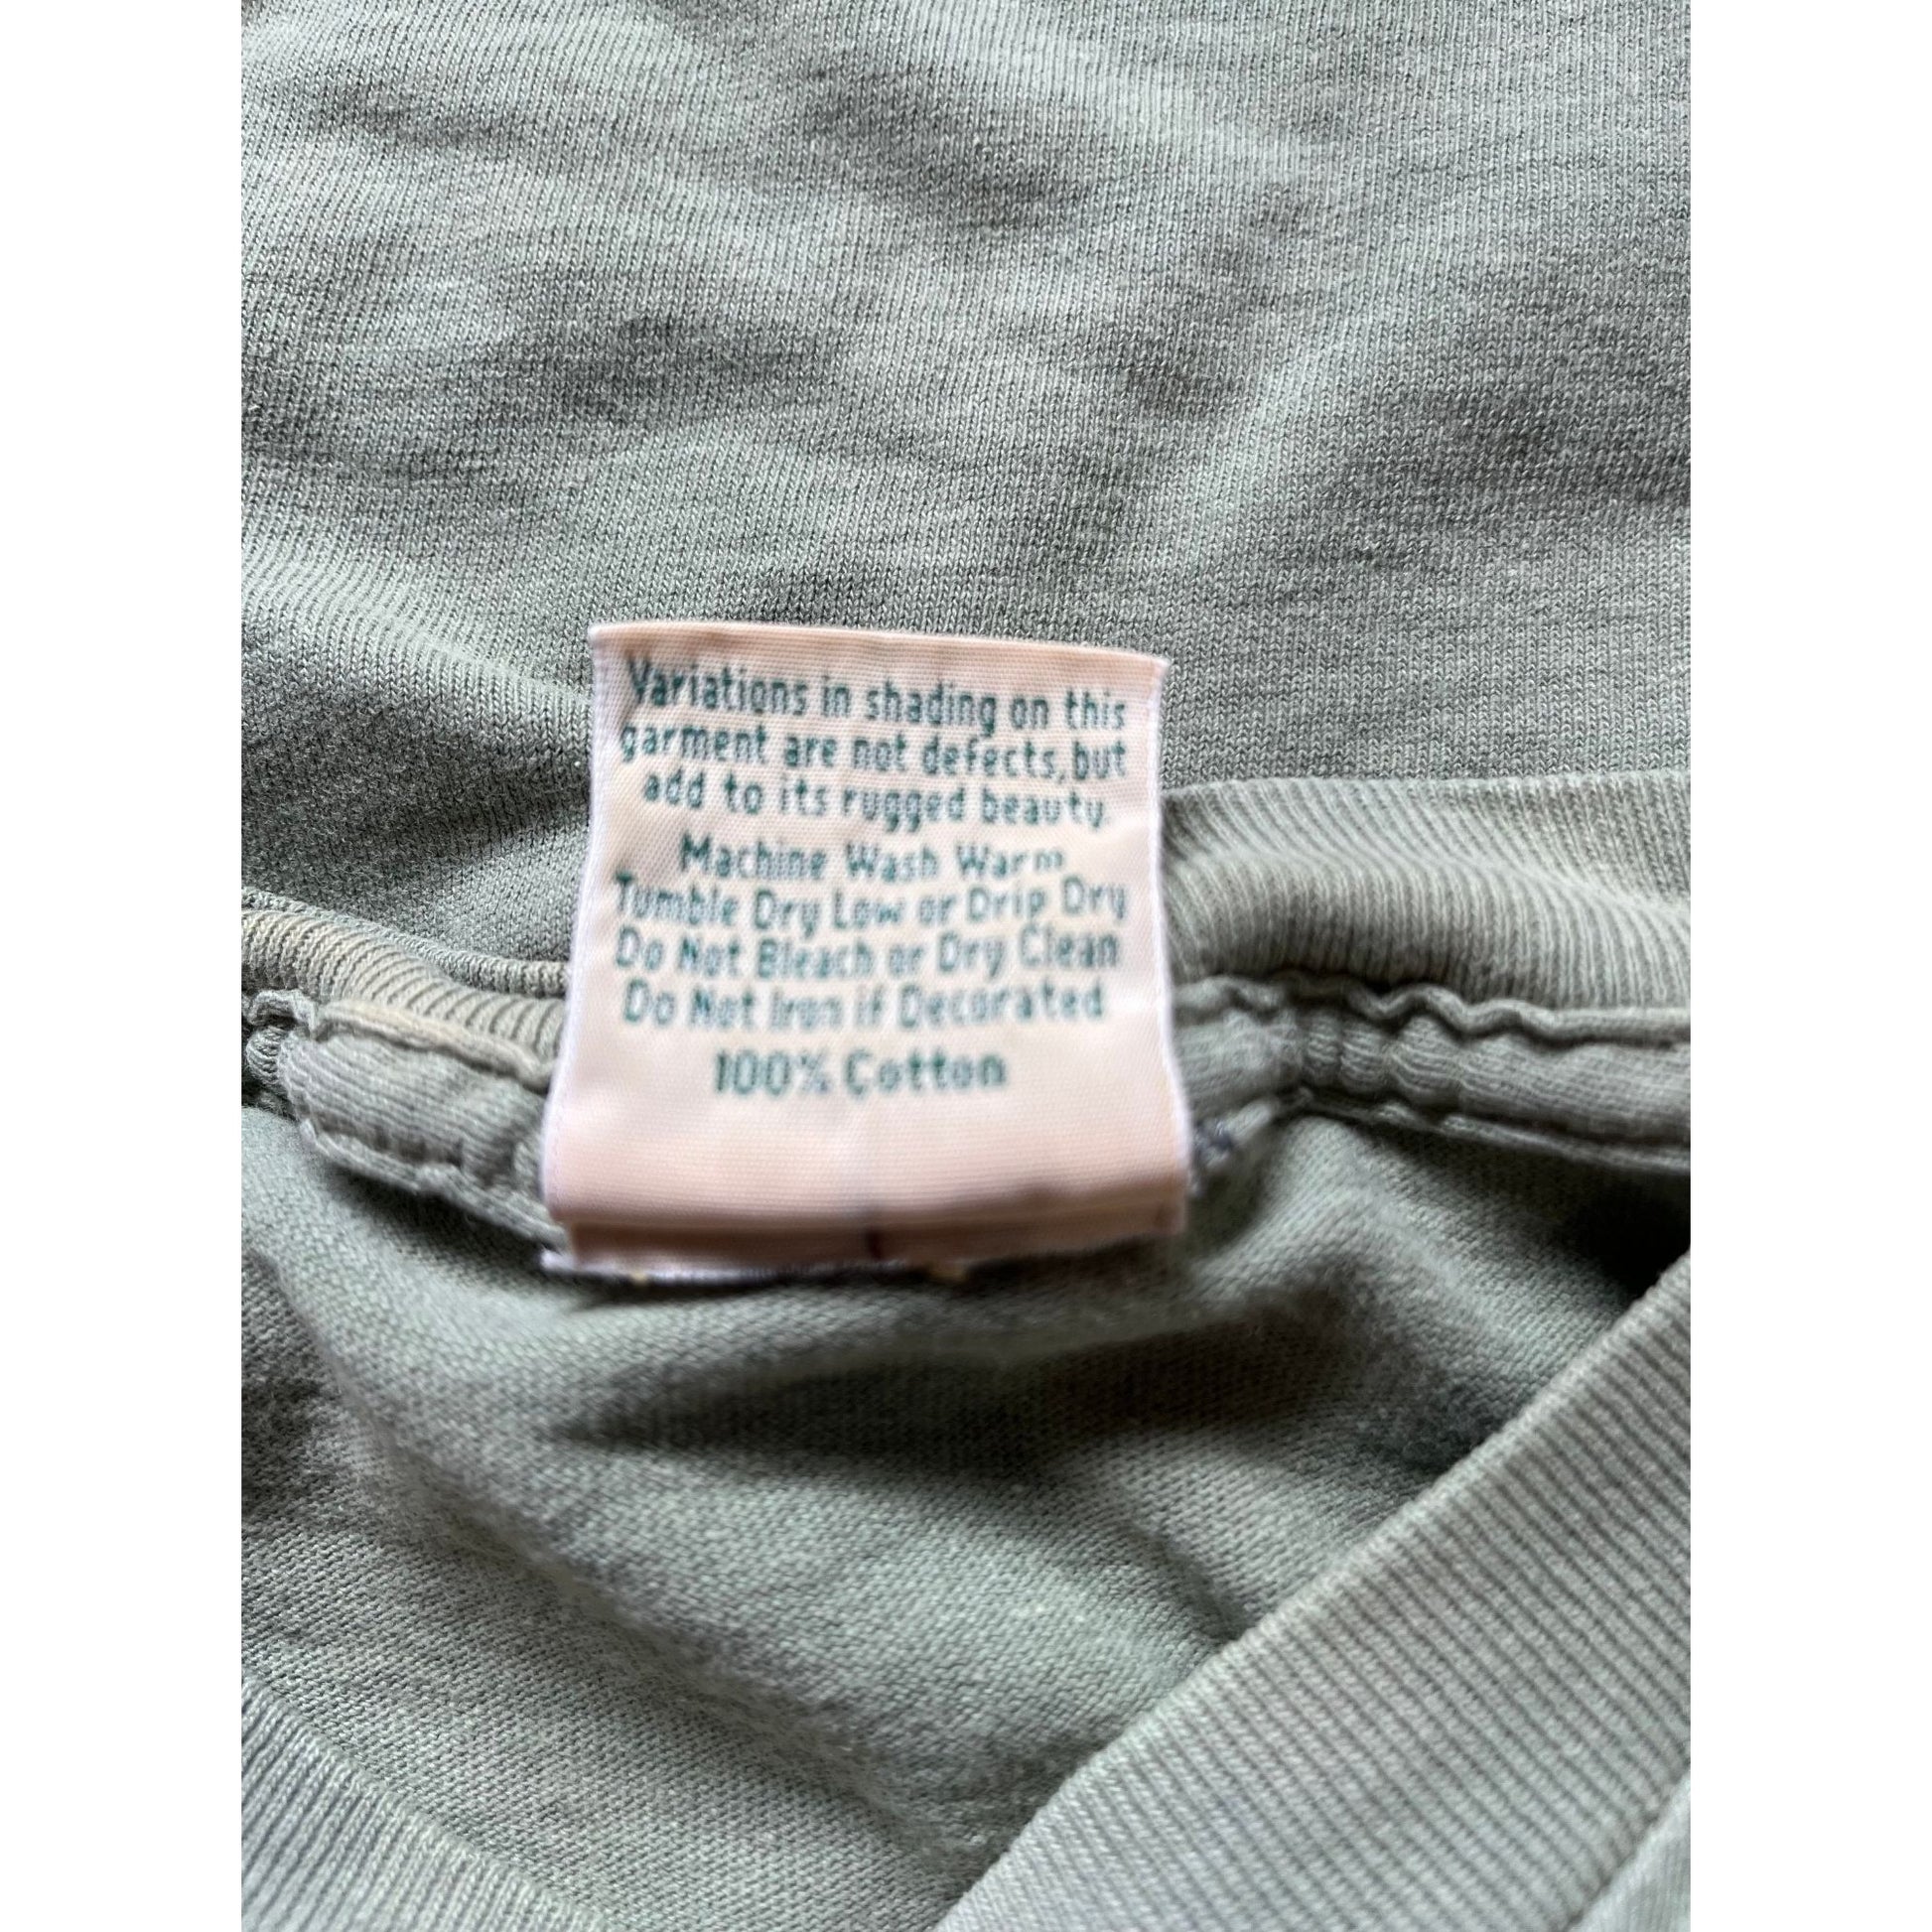 Variations in shading on this
garment are not defects, but
add to its rugged beauty.
Machine Wash Warm
Tumble Dry Low or Drip Dry
Do Not Bleach or Dry Clean
Do Not Iron if Decorated
100% Cotton